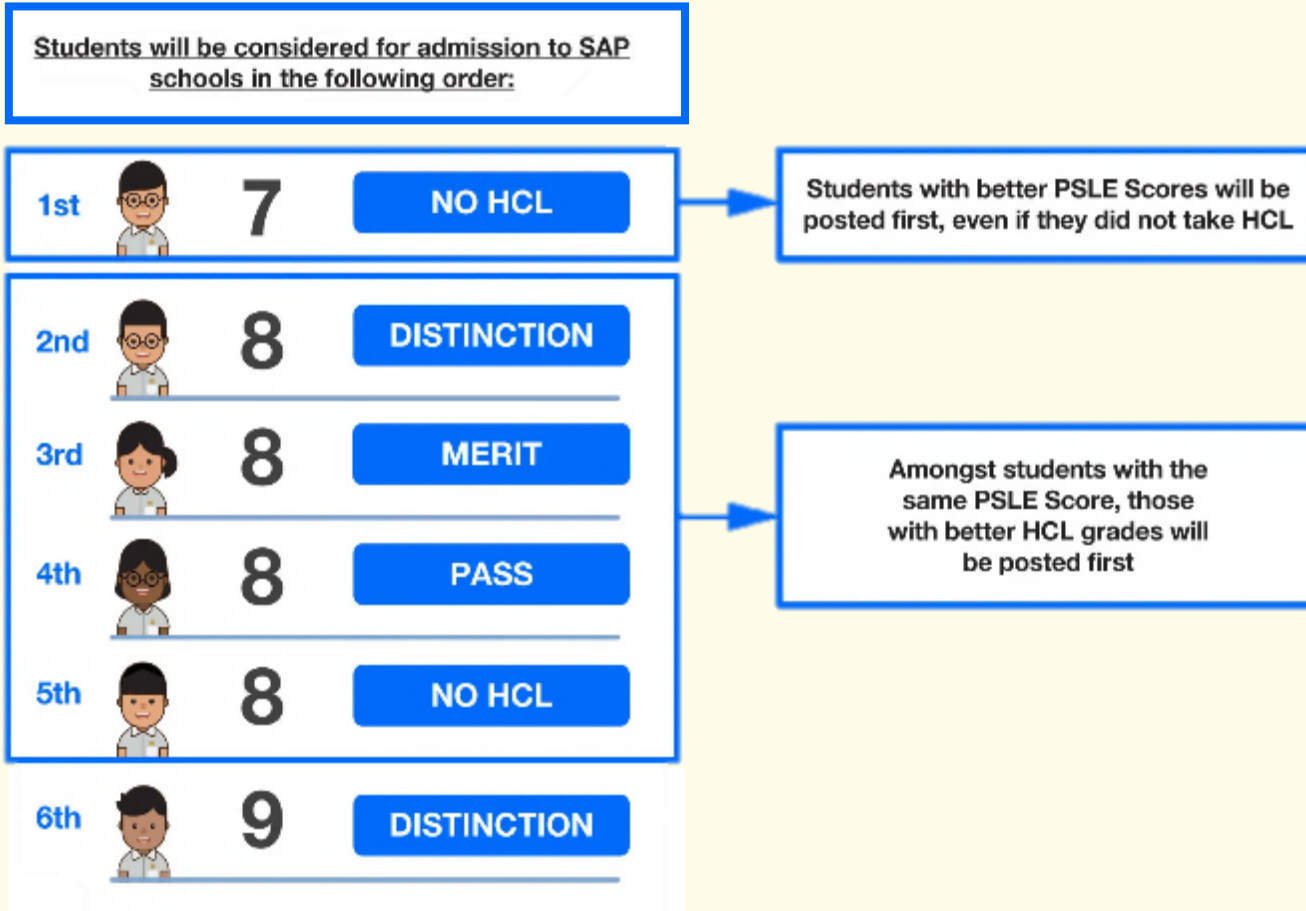 Students will be considered for admission to SAP
schools in the following order:
1st 7 NO HCL
Students with better PSLE Scores will be
posted first, even if they did not take HCL
2nd 8 DISTINCTION
3rd 8 MERIT
4th 8 PASS
5th 8 NO HCL
Amongst students with the
same PSLE Score, those
with better HCL grades will
be posted first
6th 9 DISTINCTION